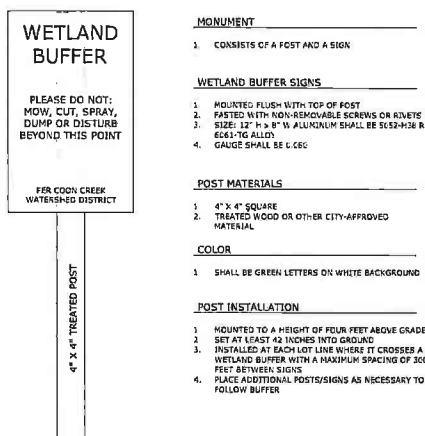 WETLAND
BUFFER
PLEASE DO NOT:
MOW, CUT, SPRAY,
DUMP OR DISTURB
BEYOND THIS POINT
PER COON CREEK
WATERSHED DISTRICT
4" X 4" TREATED POST
MONUMENT
1. CONSISTS OF A POST AND A SIGN
WETLAND BUFFER SIGNS
1 MOUNTED FLUSH WITH TOP OF POST
2. FASTED WITH NON-REMOVABLE SCREWS OR RIVETS
3. SIZE: 12" H x 8" W ALUMINUM SHALL BE 5052-H38 R
6061-TG ALLOY
4. GAUGE SHALL BE
POST MATERIALS
1 4" X 4" SQUARE
2. TREATED WOOD OR OTHER CITY-APPROVED
MATERIAL
COLOR
1 SHALL BE GREEN LETTERS ON WHITE BACKGROUND
POST INSTALLATION
1 MOUNTED TO A HEIGHT OF FOUR FEET ABOVE GRADE
2 SET AT LEAST 42 INCHES INTO GROUND
3. INSTALLED AT EACH LOT LINE WHERE IT CROSSES A
WETLAND BUFFER WITH A MAXIMUM SPACING OF
FEET BETWEEN SIGNS
4. PLACE ADDITIONAL POSTS/SIGNS AS NECESSARY TO
FOLLOW BUFFER